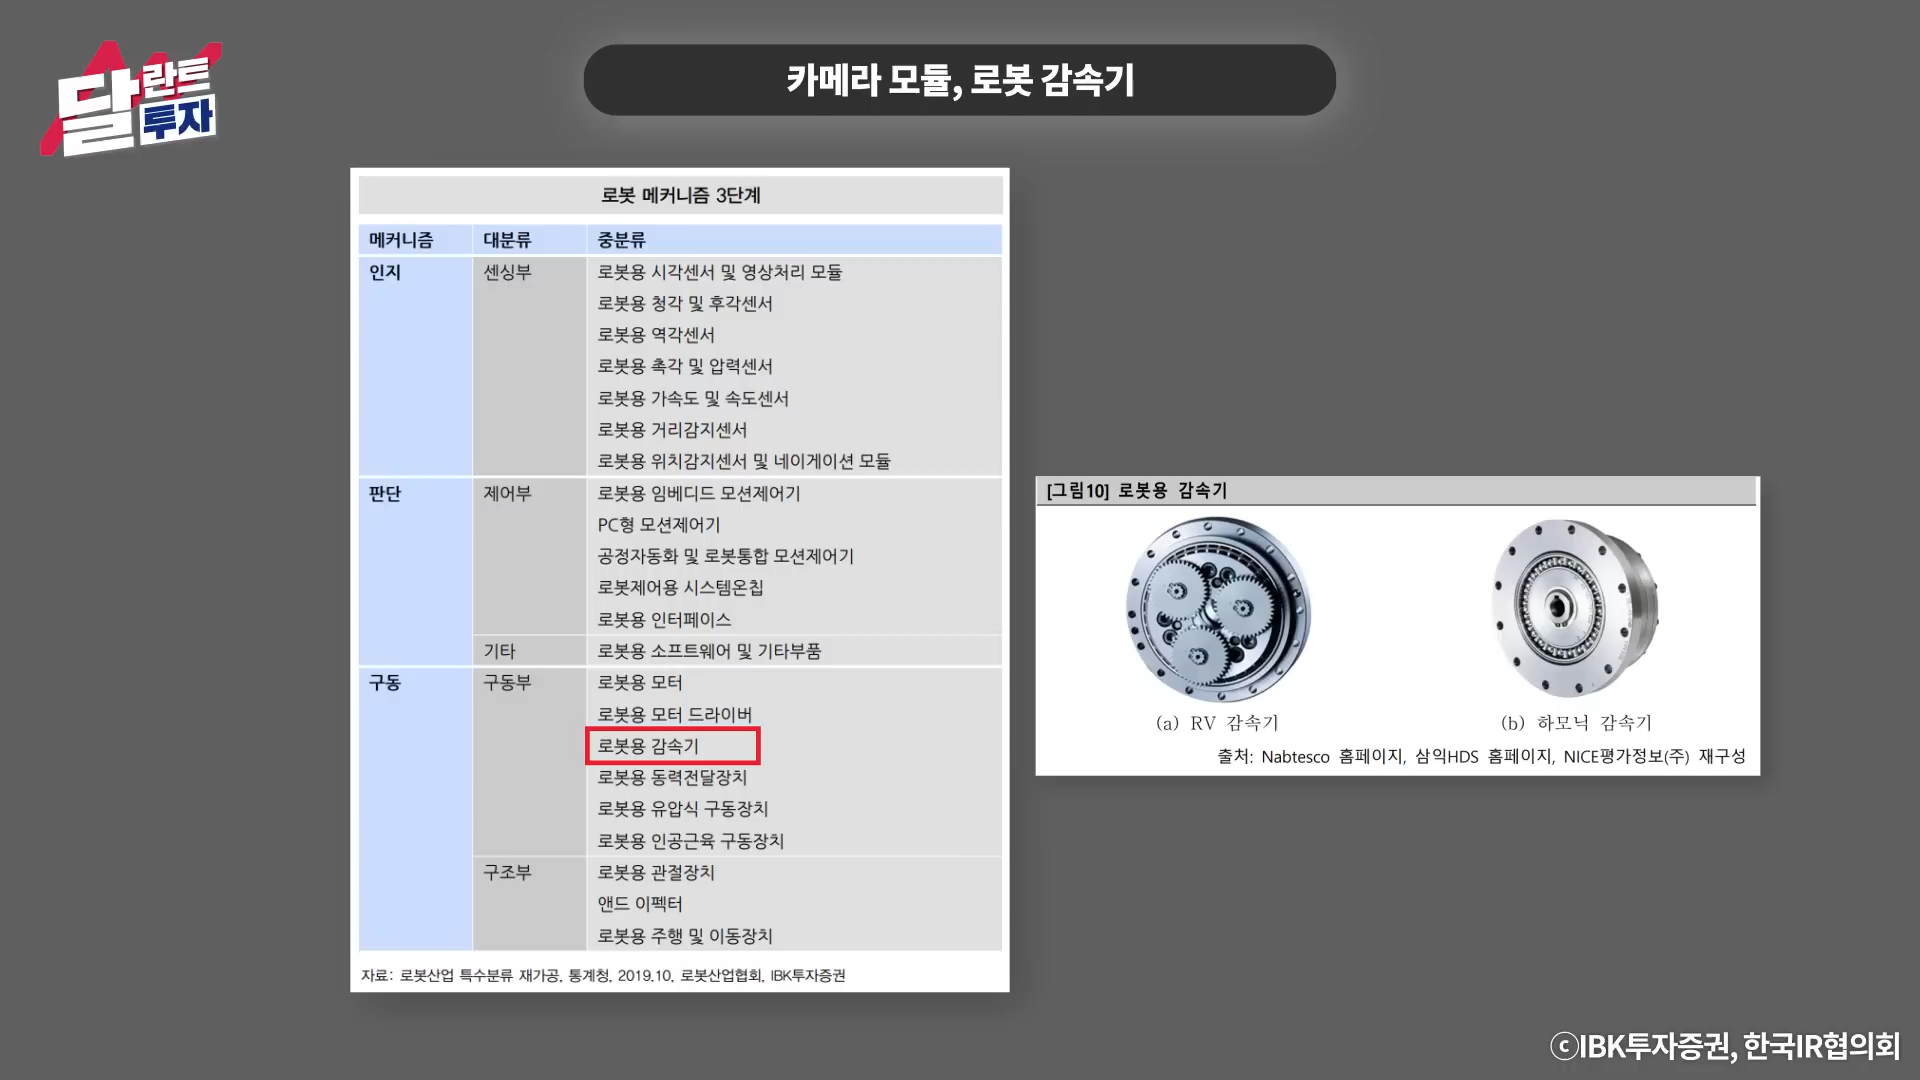 달란트
투자
카메라 모듈, 로봇 감속기
로봇 메커니즘 3단계
메커니즘 대분류 중분류
인지 센싱부 로봇용 시각센서 및 영상처리 모듈
로봇용 청각 및 후각센서
로봇용 역각센서
로봇용 촉각 및 압력센서
로봇용 가속도 및 속도센서
로봇용 거리감지센서
로봇용 위치감지센서 및 네이게이션 모듈
판단 제어부 로봇용 임베디드 모션제어기
PC형 모션제어기
공정자동화 및 로봇통합 모션제어기
로봇제어용 시스템온칩
로봇용 인터페이스
기타 로봇용 소프트웨어 및 기타부품
구동 구동부 로봇용 모터
로봇용 모터 드라이버
로봇용 감속기
로봇용 동력전달장치
로봇용 유압식 구동장치
로봇용 인공근육 구동장치
구조부 로봇용 관절장치
앤드 이펙터
로봇용 주행 및 이동장치
자료: 로봇산업 특수분류 재가공, 통계청, 2019.10, 로봇산업협회, IBK투자증권
[그림10] 로봇용 감속기
(a) RV 감속기 (b) 하모닉 감속기
출처: Nabtesco 홈페이지, 삼익HDS 홈페이지, NICE평가정보(주) 재구성
ⓒIBK투자증권, 한국IR협의회